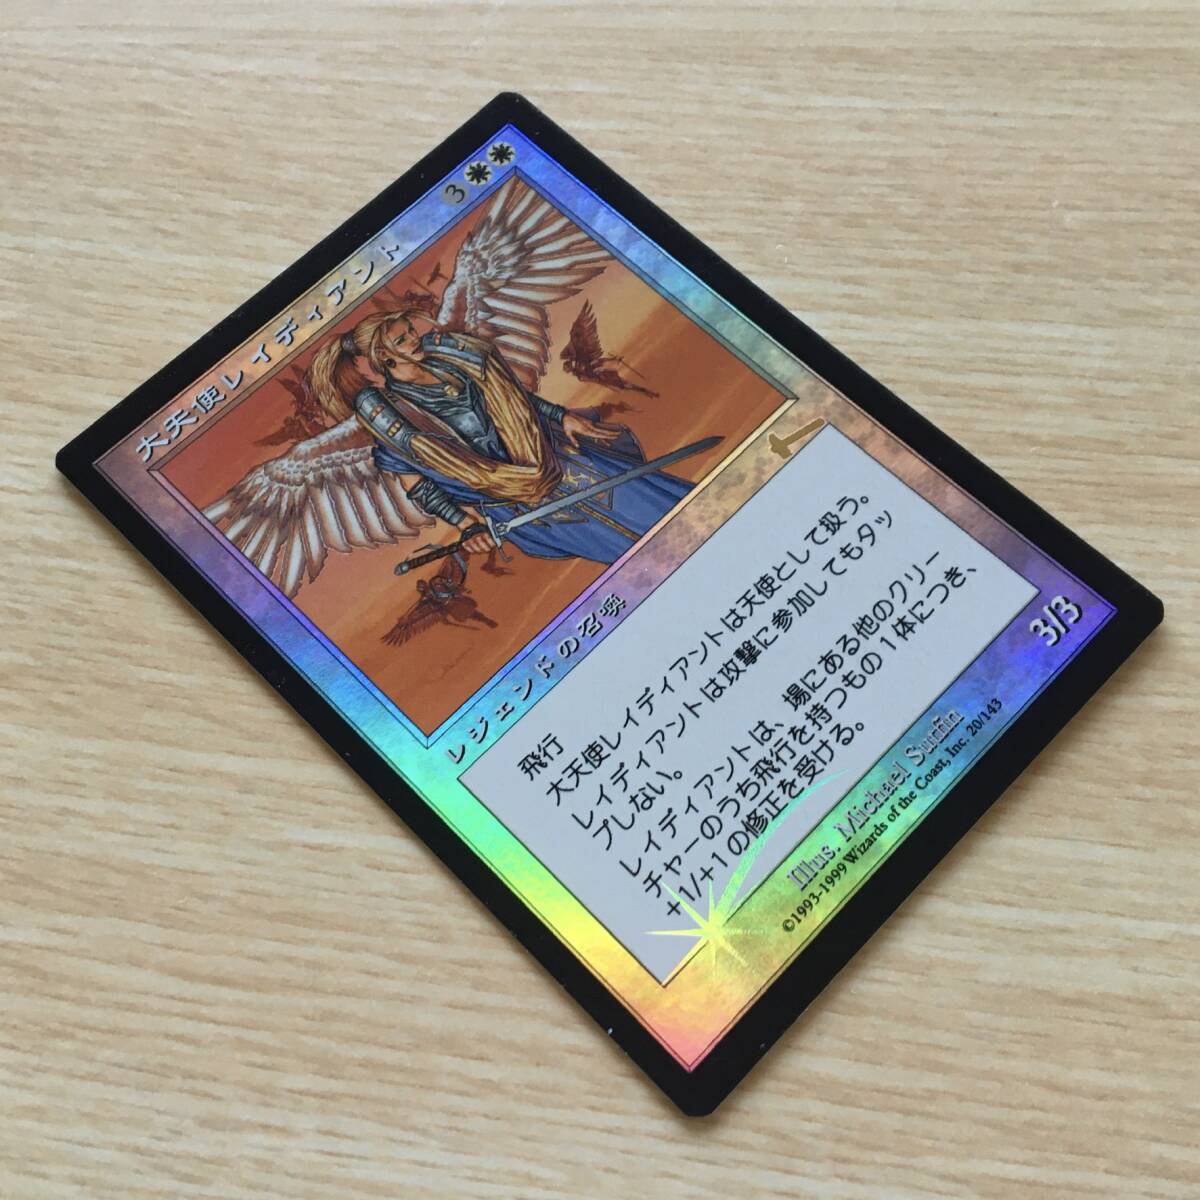 大天使レイディアント
3
レジェンドの召喚
飛行
大天使レイディアントは天使として扱う。
レイディアントは攻撃に参加してもタッ
プしない。
レイディアントは、場にある他のクリー
チャーのうち飛行を持つもの1体につき、
+1/+1の修正を受ける。
3/3
Illus. Michael Sutfin
©1993-1999 Wizards of the Coast, Inc. 20/143